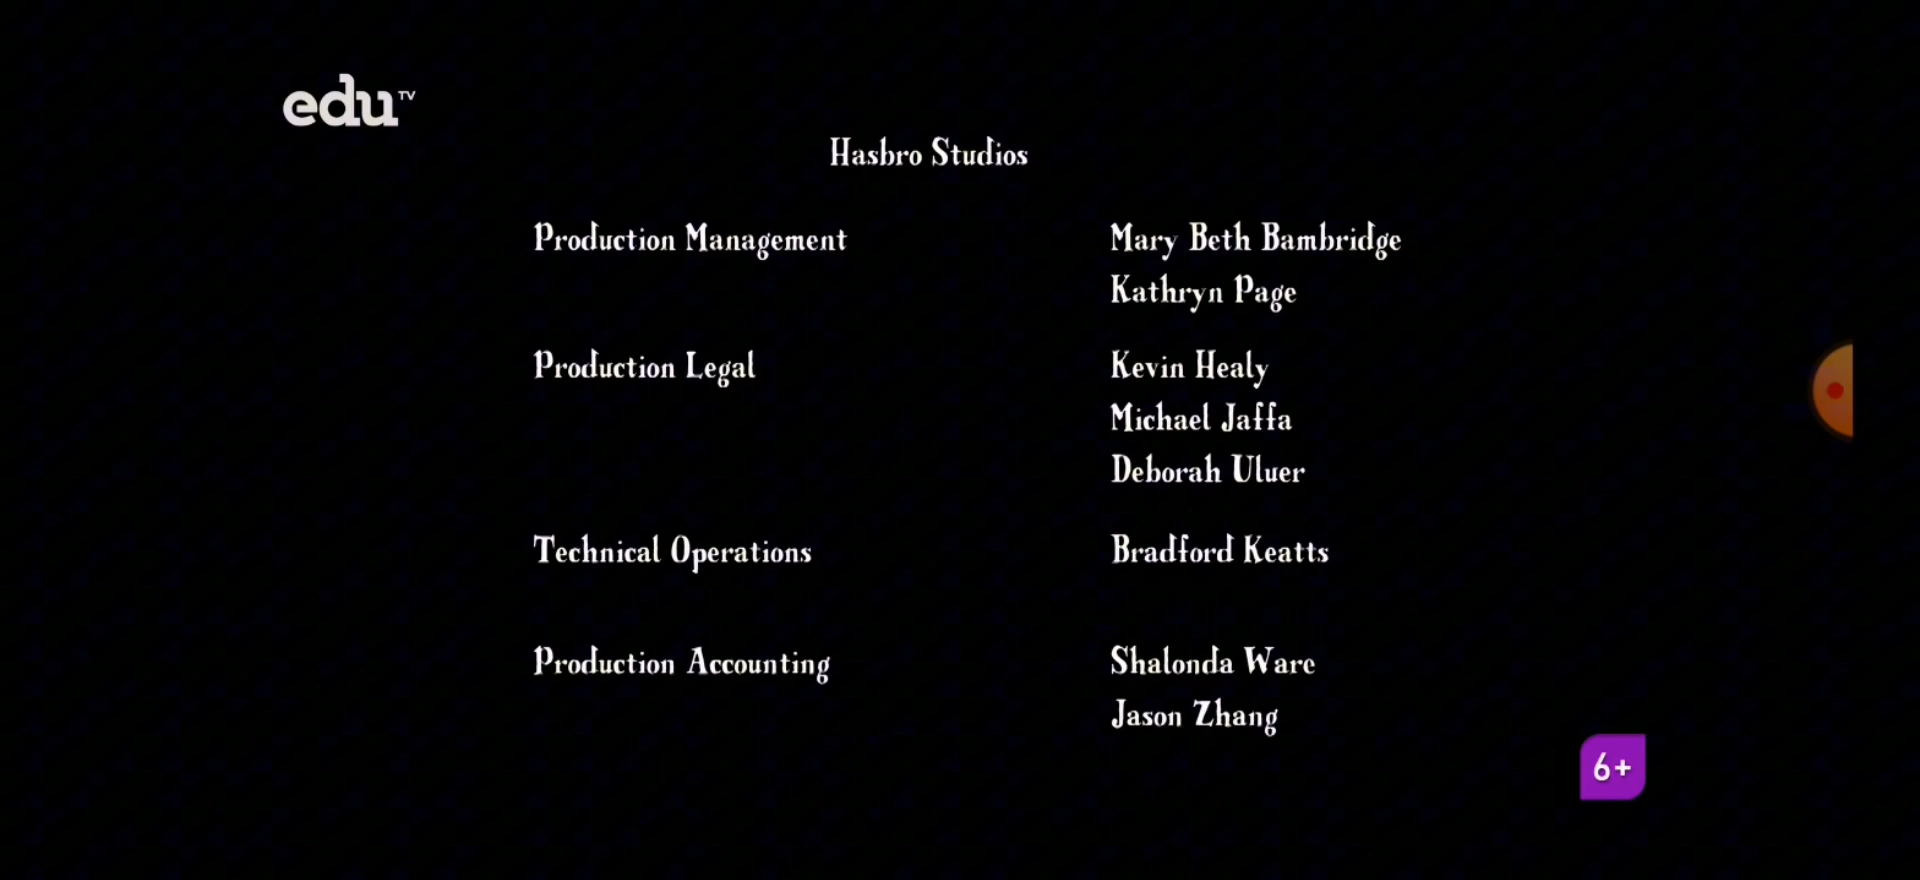 edu TV
Hasbro Studios
Production Management Mary Beth Bambridge
Kathryn Page
Production Legal Kevin Healy
Michael Jaffa
Deborah Uluer
Technical Operations Bradford Keatts
Production Accounting Shalonda Ware
Jason Zhang
6+